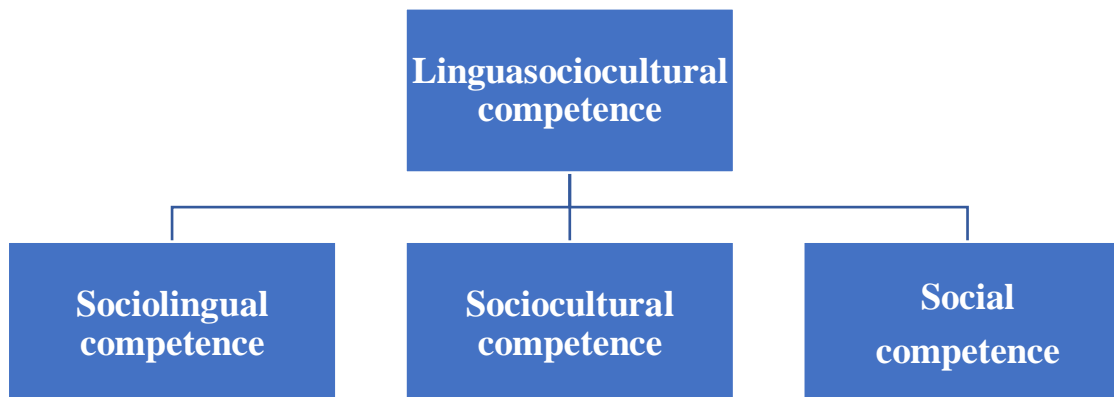 Linguasociocultural
competence
Sociolingual
competence
Sociocultural
competence
Social
competence